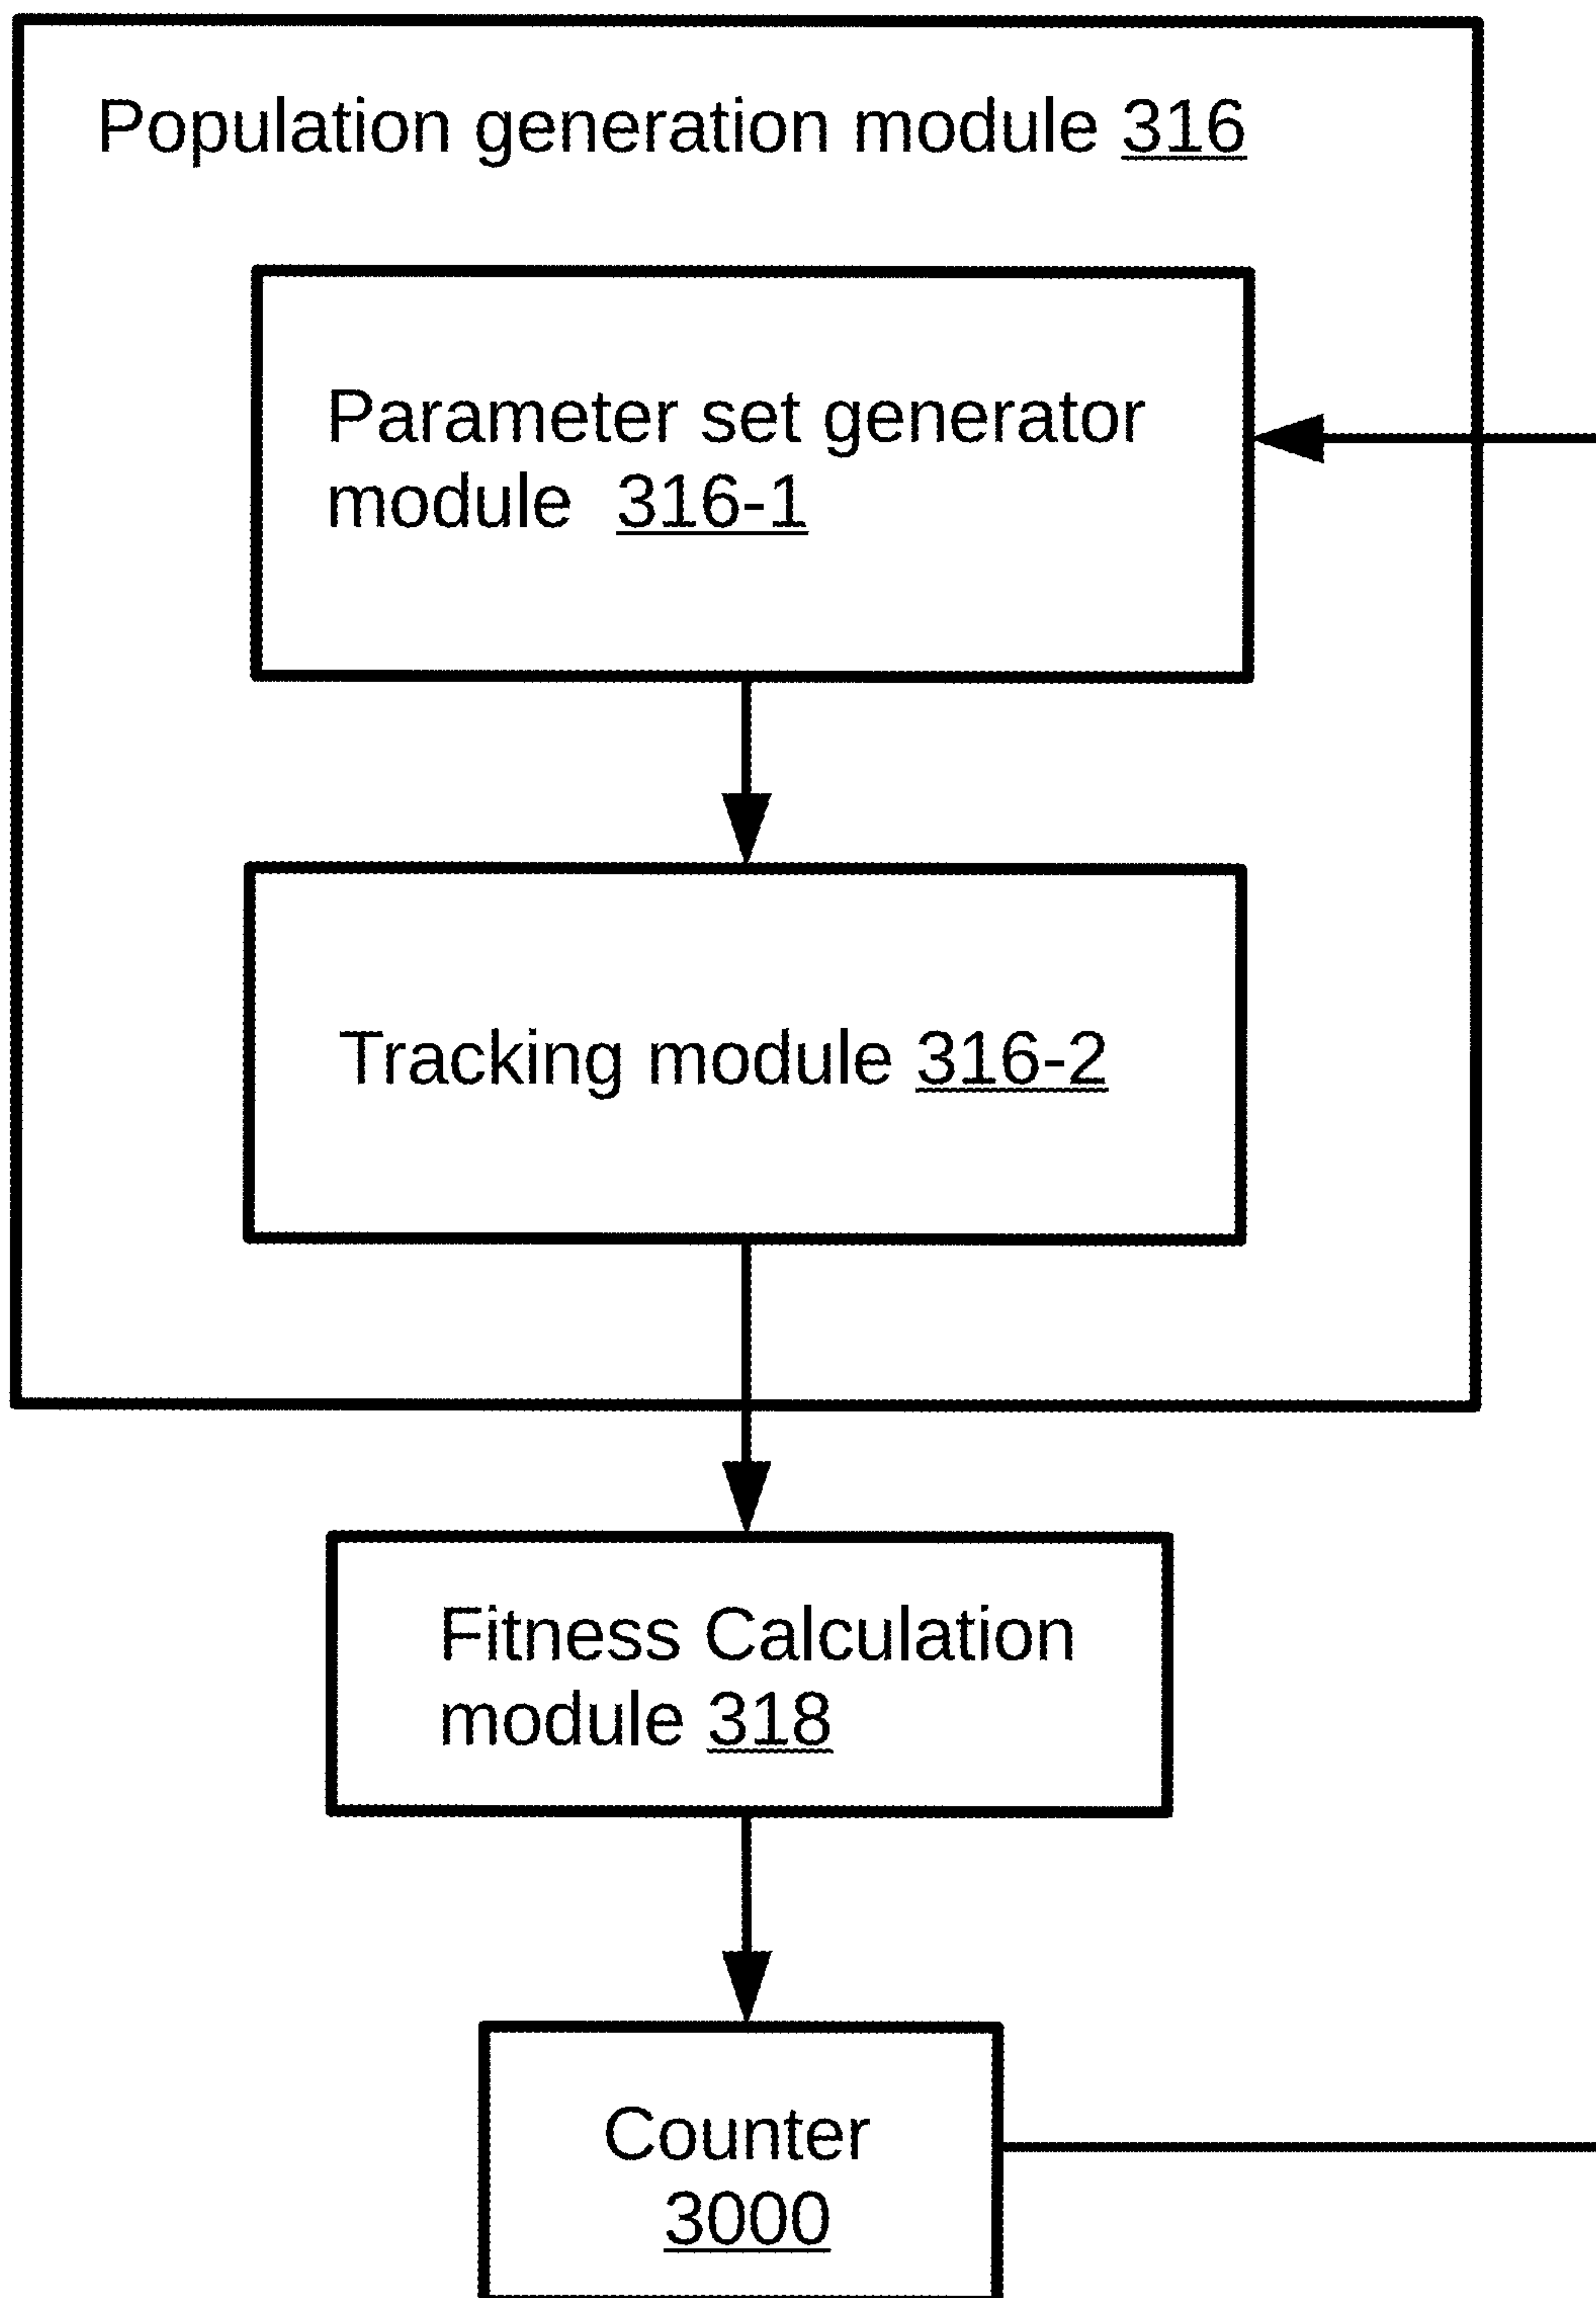 Population generation module 316
Parameter set generator
module 316-1
Tracking module 316-2
Fitness Calculation
module 318
Counter
3000